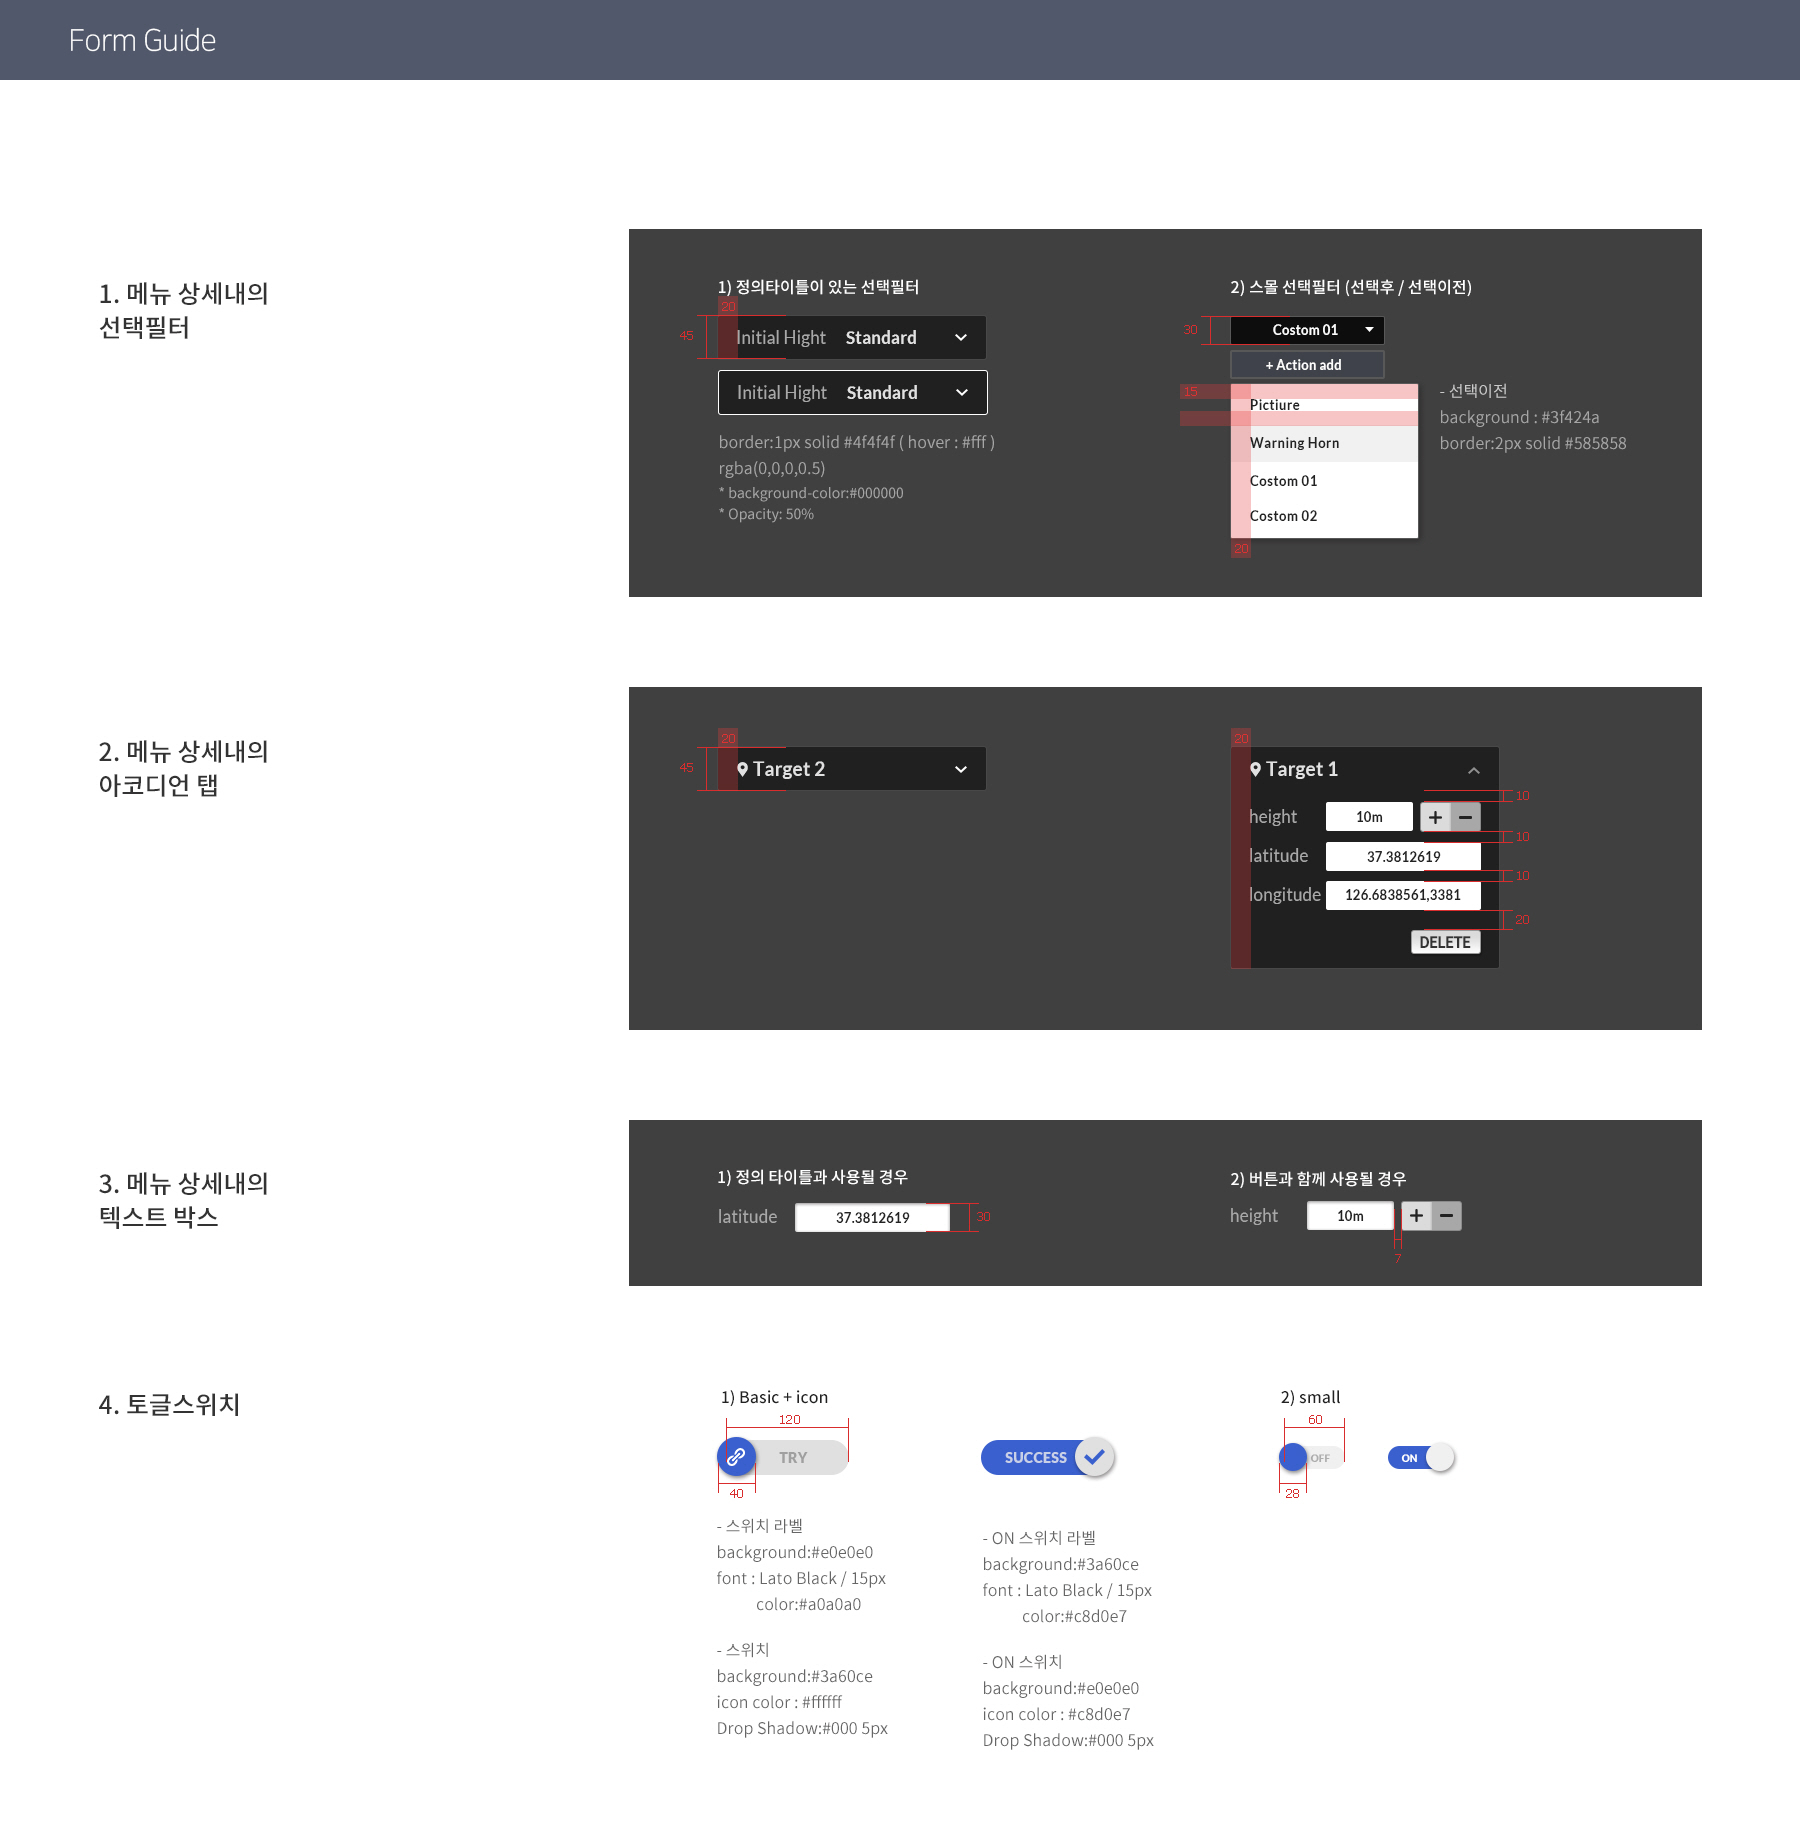 Form Guide
1. 메뉴 상세내의
선택필터
1) 정의타이틀이 있는 선택필터
20
45
Initial Hight Standard
Initial Hight Standard
border:1px solid #4f4f4f ( hover : #fff )
rgba(0,0,0,0.5)
* background-color:#000000
* Opacity: 50%
2) 스몰 선택필터 (선택후 / 선택이전)
30
Costom 01
+ Action add
15
Pictiure
Warning Horn
Costom 01
Costom 02
20
- 선택이전
background : #3f424a
border:2px solid #585858
2. 메뉴 상세내의
아코디언 탭
20
45
Target 2
20
Target 1
10
height 10m + −
10
latitude 37.3812619
10
longitude 126.6838561,3381
20
DELETE
3. 메뉴 상세내의
텍스트 박스
1) 정의 타이틀과 사용될 경우
latitude 37.3812619 30
2) 버튼과 함께 사용될 경우
height 10m + −
7
4. 토글스위치
1) Basic + icon
120
TRY
40
SUCCESS
2) small
60
OFF
28
ON
- 스위치 라벨
background:#e0e0e0
font : Lato Black / 15px
color:#a0a0a0
- 스위치
background:#3a60ce
icon color : #ffffff
Drop Shadow:#000 5px
- ON 스위치 라벨
background:#3a60ce
font : Lato Black / 15px
color:#c8d0e7
- ON 스위치
background:#e0e0e0
icon color : #c8d0e7
Drop Shadow:#000 5px